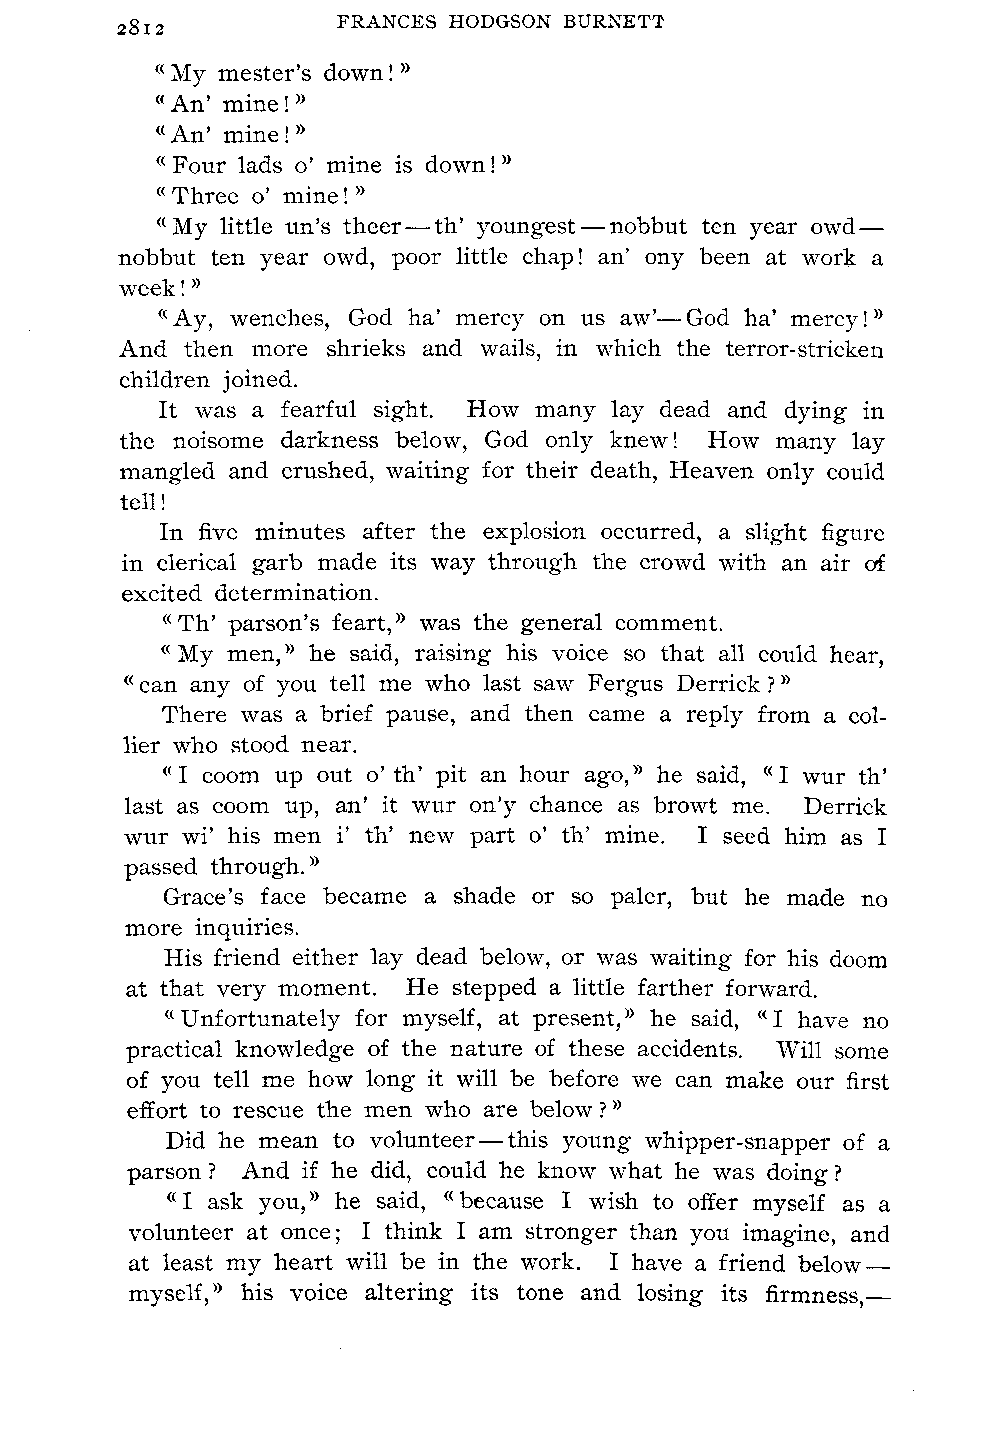 2812
FRANCES HODGSON BURNETT
« My mester's down! »
« An' mine! »
« An' mine! »
« Four lads o' mine is down! »
« Three o' mine! »
« My little un's theer — th' youngest — nobbut ten year owd —
nobbut ten year owd, poor little chap! an' ony been at work a
week! »
« Ay, wenches, God ha' mercy on us aw' — God ha' mercy! »
And then more shrieks and wails, in which the terror-stricken
children joined.
It was a fearful sight. How many lay dead and dying in
the noisome darkness below, God only knew! How many lay
mangled and crushed, waiting for their death, Heaven only could
tell!
In five minutes after the explosion occurred, a slight figure
in clerical garb made its way through the crowd with an air of
excited determination.
« Th' parson's feart, » was the general comment.
« My men, » he said, raising his voice so that all could hear,
« can any of you tell me who last saw Fergus Derrick? »
There was a brief pause, and then came a reply from a col-
lier who stood near.
« I coom up out o' th' pit an hour ago, » he said, « I wur th'
last as coom up, an' it wur on'y chance as browt me. Derrick
wur wi' his men i' th' new part o' th' mine. I seed him as I
passed through. »
Grace's face became a shade or so paler, but he made no
more inquiries.
His friend either lay dead below, or was waiting for his doom
at that very moment. He stepped a little farther forward.
« Unfortunately for myself, at present, » he said, « I have no
practical knowledge of the nature of these accidents. Will some
of you tell me how long it will be before we can make our first
effort to rescue the men who are below? »
Did he mean to volunteer — this young whipper-snapper of a
parson? And if he did, could he know what he was doing?
« I ask you, » he said, « because I wish to offer myself as a
volunteer at once; I think I am stronger than you imagine, and
at least my heart will be in the work. I have a friend below —
myself, » his voice altering its tone and losing its firmness, —